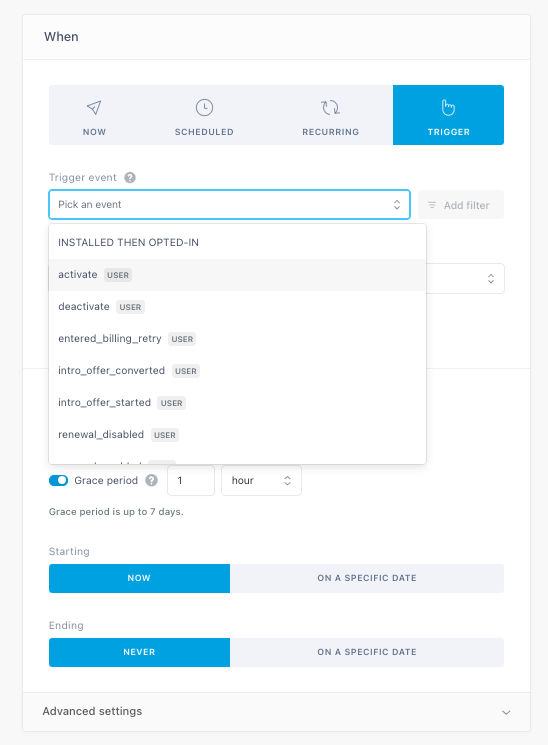 When
NOW
SCHEDULED
RECURRING
TRIGGER
Trigger event ?
Pick an event
Add filter
INSTALLED THEN OPTED-IN
activate USER
deactivate USER
entered_billing_retry USER
intro_offer_converted USER
intro_offer_started USER
renewal_disabled USER
Grace period ? 1 hour
Grace period is up to 7 days.
Starting
NOW
ON A SPECIFIC DATE
Ending
NEVER
ON A SPECIFIC DATE
Advanced settings